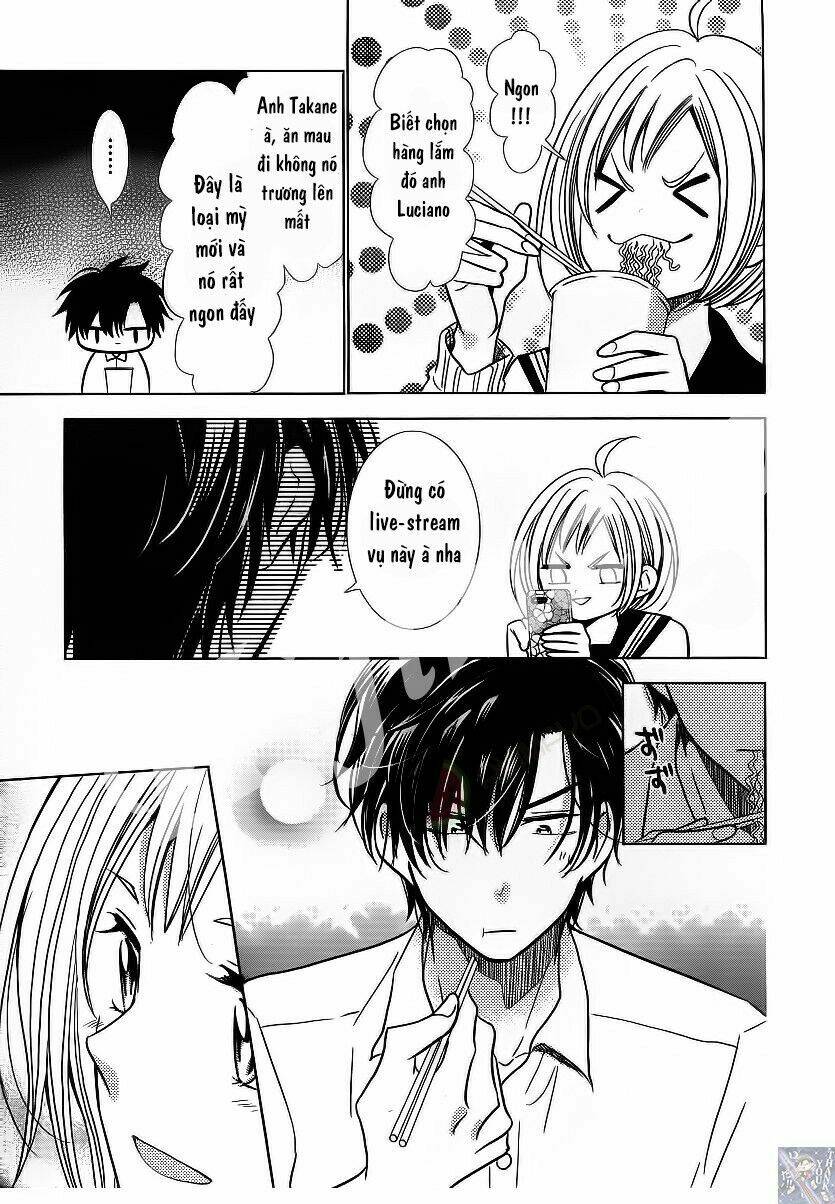 Ngon
!!!
Biết chọn
hàng lắm
đó anh
Luciano
Anh Takane
à, ăn mau
đi không nó
trương lên
mất
Đây là
loại mỳ
mới và
nó rất
ngon đấy
......
Đừng có
live-stream
vụ này à nha
ずず